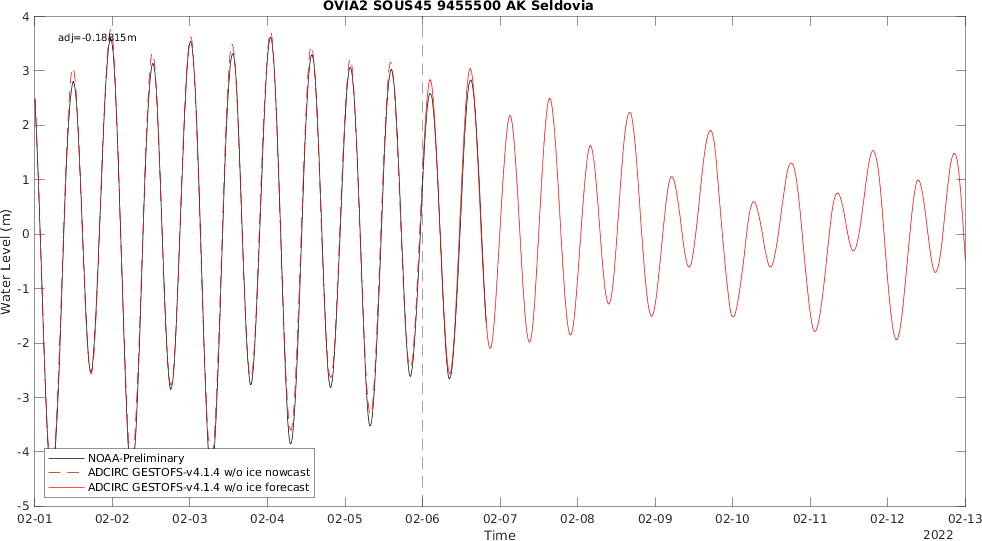 OVIA2 SOUS45 9455500 AK Seldovia
adj=-0.18815m
4
3
2
1
0
-1
-2
-3
-4
-5
Water Level (m)
NOAA-Preliminary
ADCIRC GESTOFS-v4.1.4 w/o ice nowcast
ADCIRC GESTOFS-v4.1.4 w/o ice forecast
02-01 02-02 02-03 02-04 02-05 02-06 02-07 02-08 02-09 02-10 02-11 02-12 02-13
Time
2022